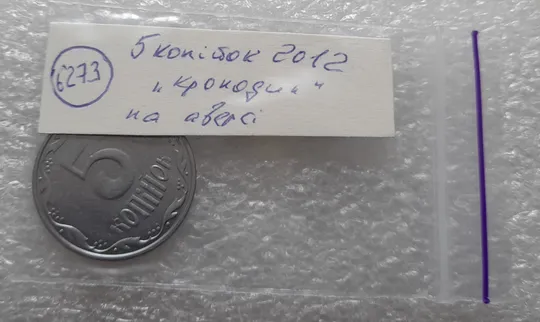 6273
5 копійок 2012
„крокодил"
на аверсі
5
КОПІЙОК